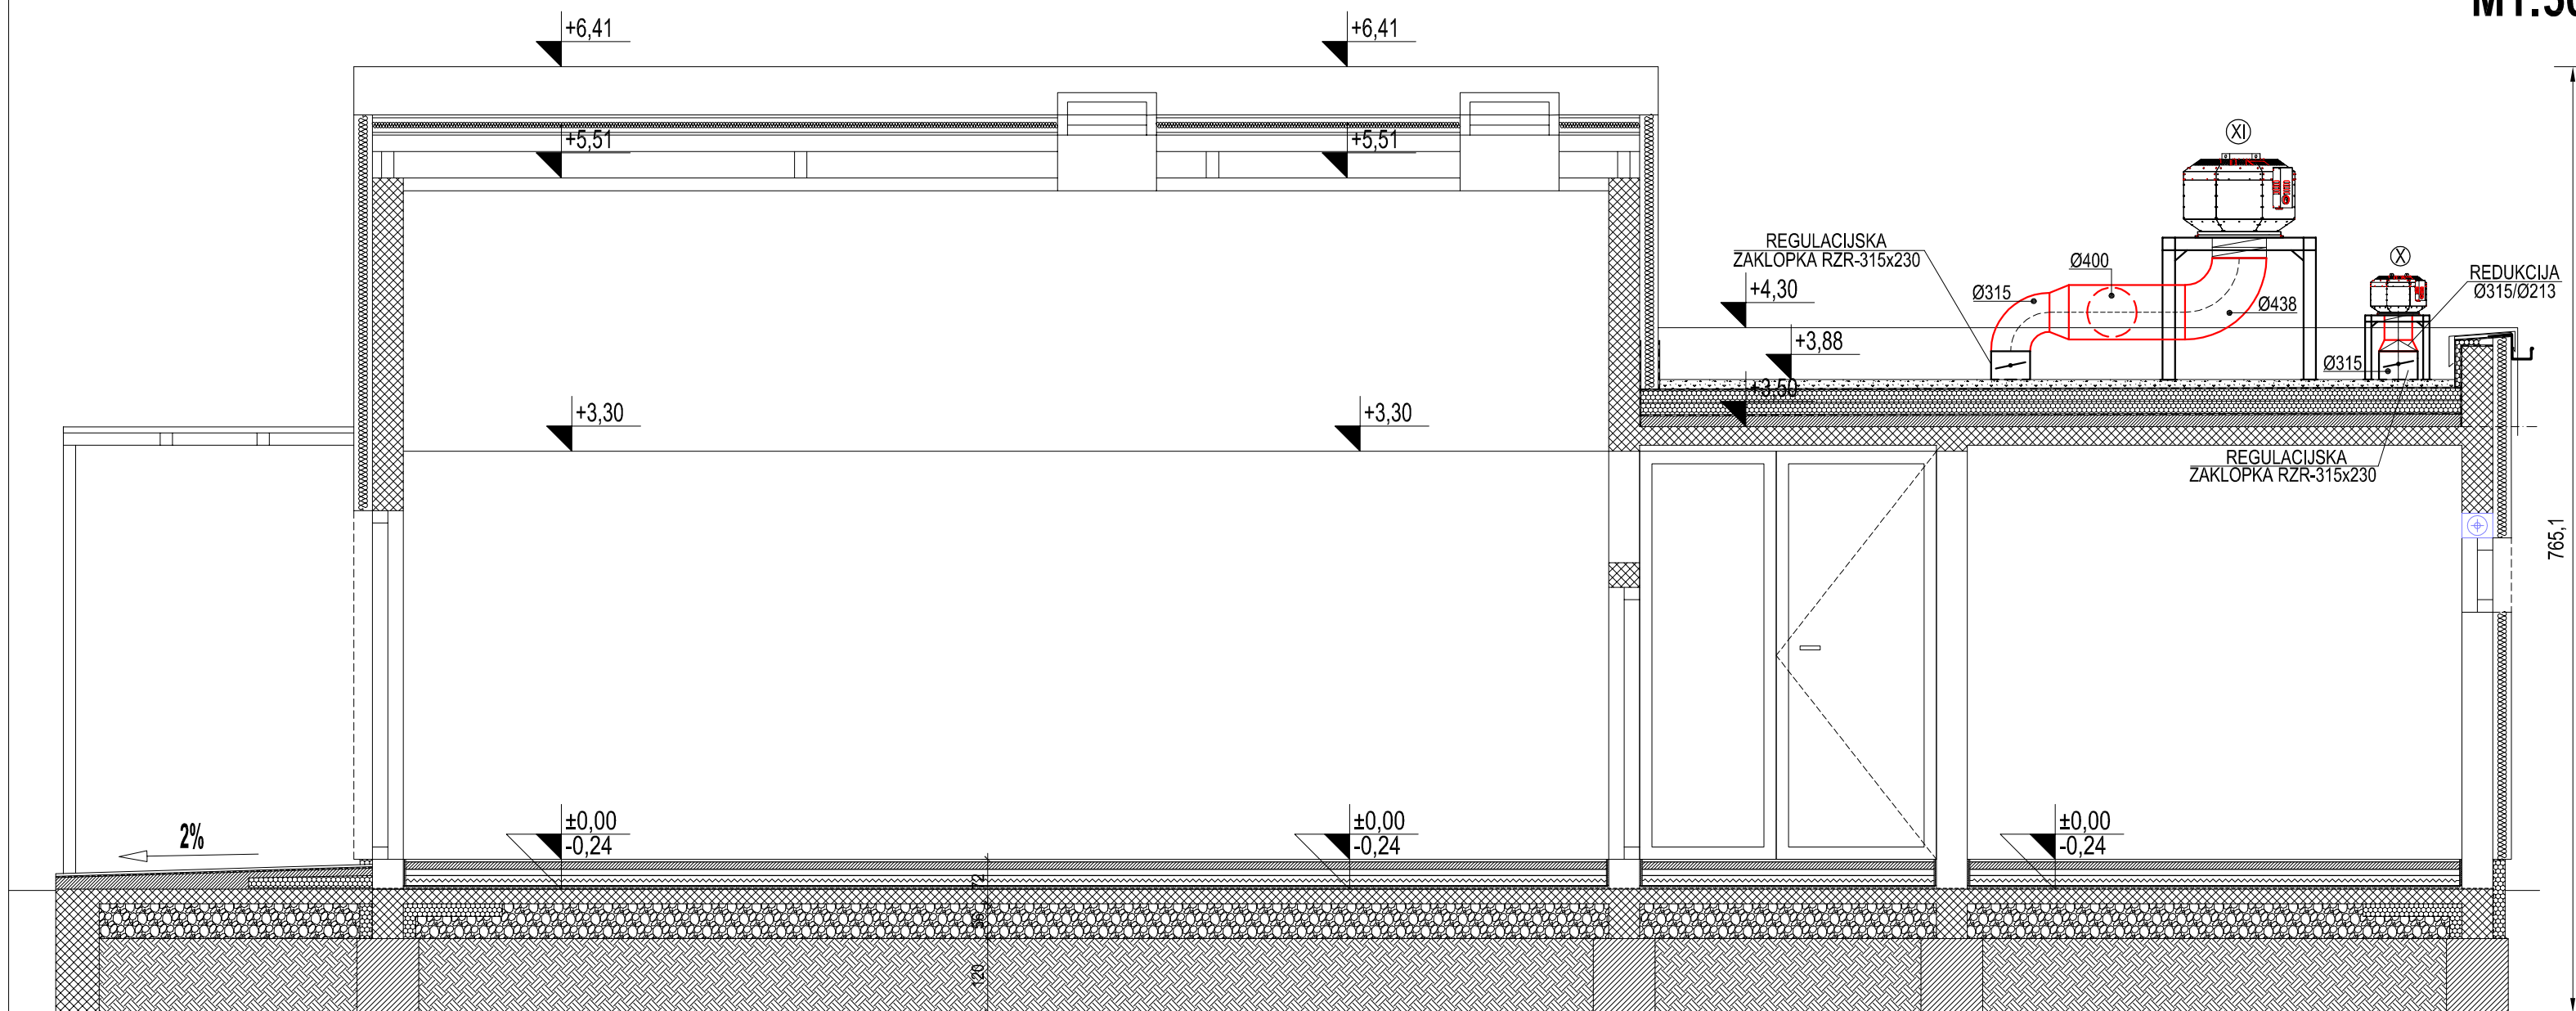 +6,41
+6,41
+5,51
+5,51
XI
REGULACIJSKA
ZAKLOPKA RZR-315x230
Ø400
X
REDUKCIJA
Ø315/Ø213
+4,30
Ø315
Ø438
+3,88
Ø315
+3,50
+3,30
+3,30
REGULACIJSKA
ZAKLOPKA RZR-315x230
765,1
2%
±0,00
-0,24
±0,00
-0,24
±0,00
-0,24
72
120